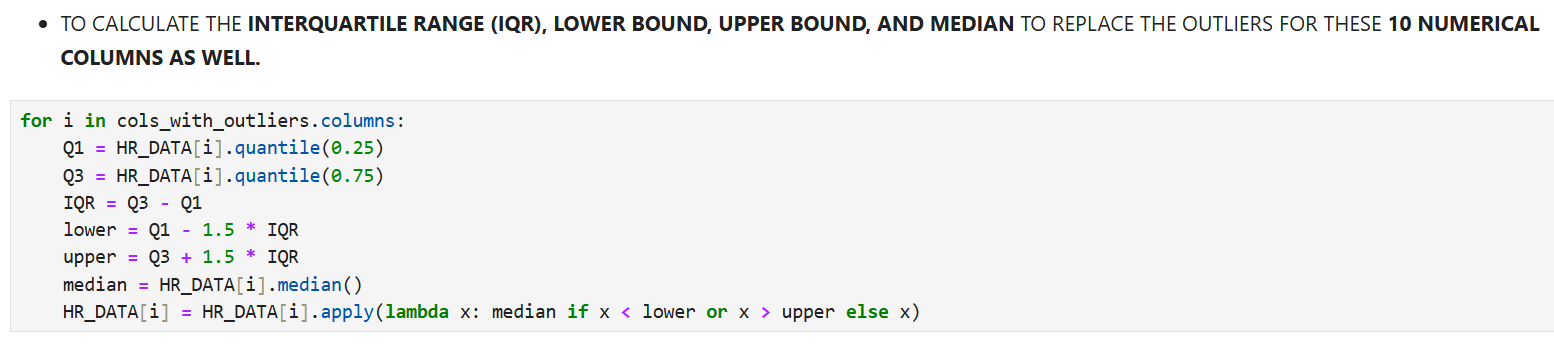 • TO CALCULATE THE INTERQUARTILE RANGE (IQR), LOWER BOUND, UPPER BOUND, AND MEDIAN TO REPLACE THE OUTLIERS FOR THESE 10 NUMERICAL
COLUMNS AS WELL.
for i in cols_with_outliers.columns:
    Q1 = HR_DATA[i].quantile(0.25)
    Q3 = HR_DATA[i].quantile(0.75)
    IQR = Q3 - Q1
    lower = Q1 - 1.5 * IQR
    upper = Q3 + 1.5 * IQR
    median = HR_DATA[i].median()
    HR_DATA[i] = HR_DATA[i].apply(lambda x: median if x < lower or x > upper else x)